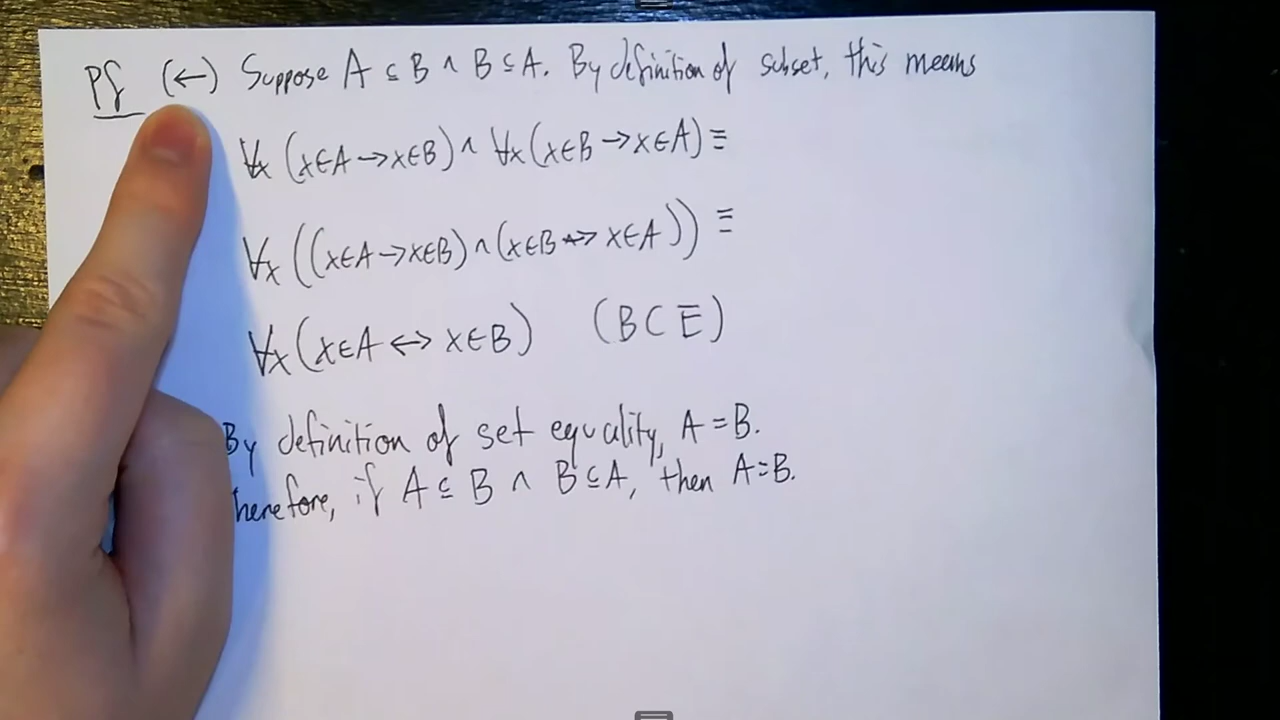 Pf (←) Suppose A ⊆ B ∧ B ⊆ A. By definition of subset, this means
∀x (x∈A → x∈B) ∧ ∀x (x∈B → x∈A) ≡
∀x ((x∈A → x∈B) ∧ (x∈B → x∈A)) ≡
∀x (x∈A ↔ x∈B) (BCE)
By definition of set equality, A = B.
herefore, if A ⊆ B ∧ B ⊆ A, then A = B.